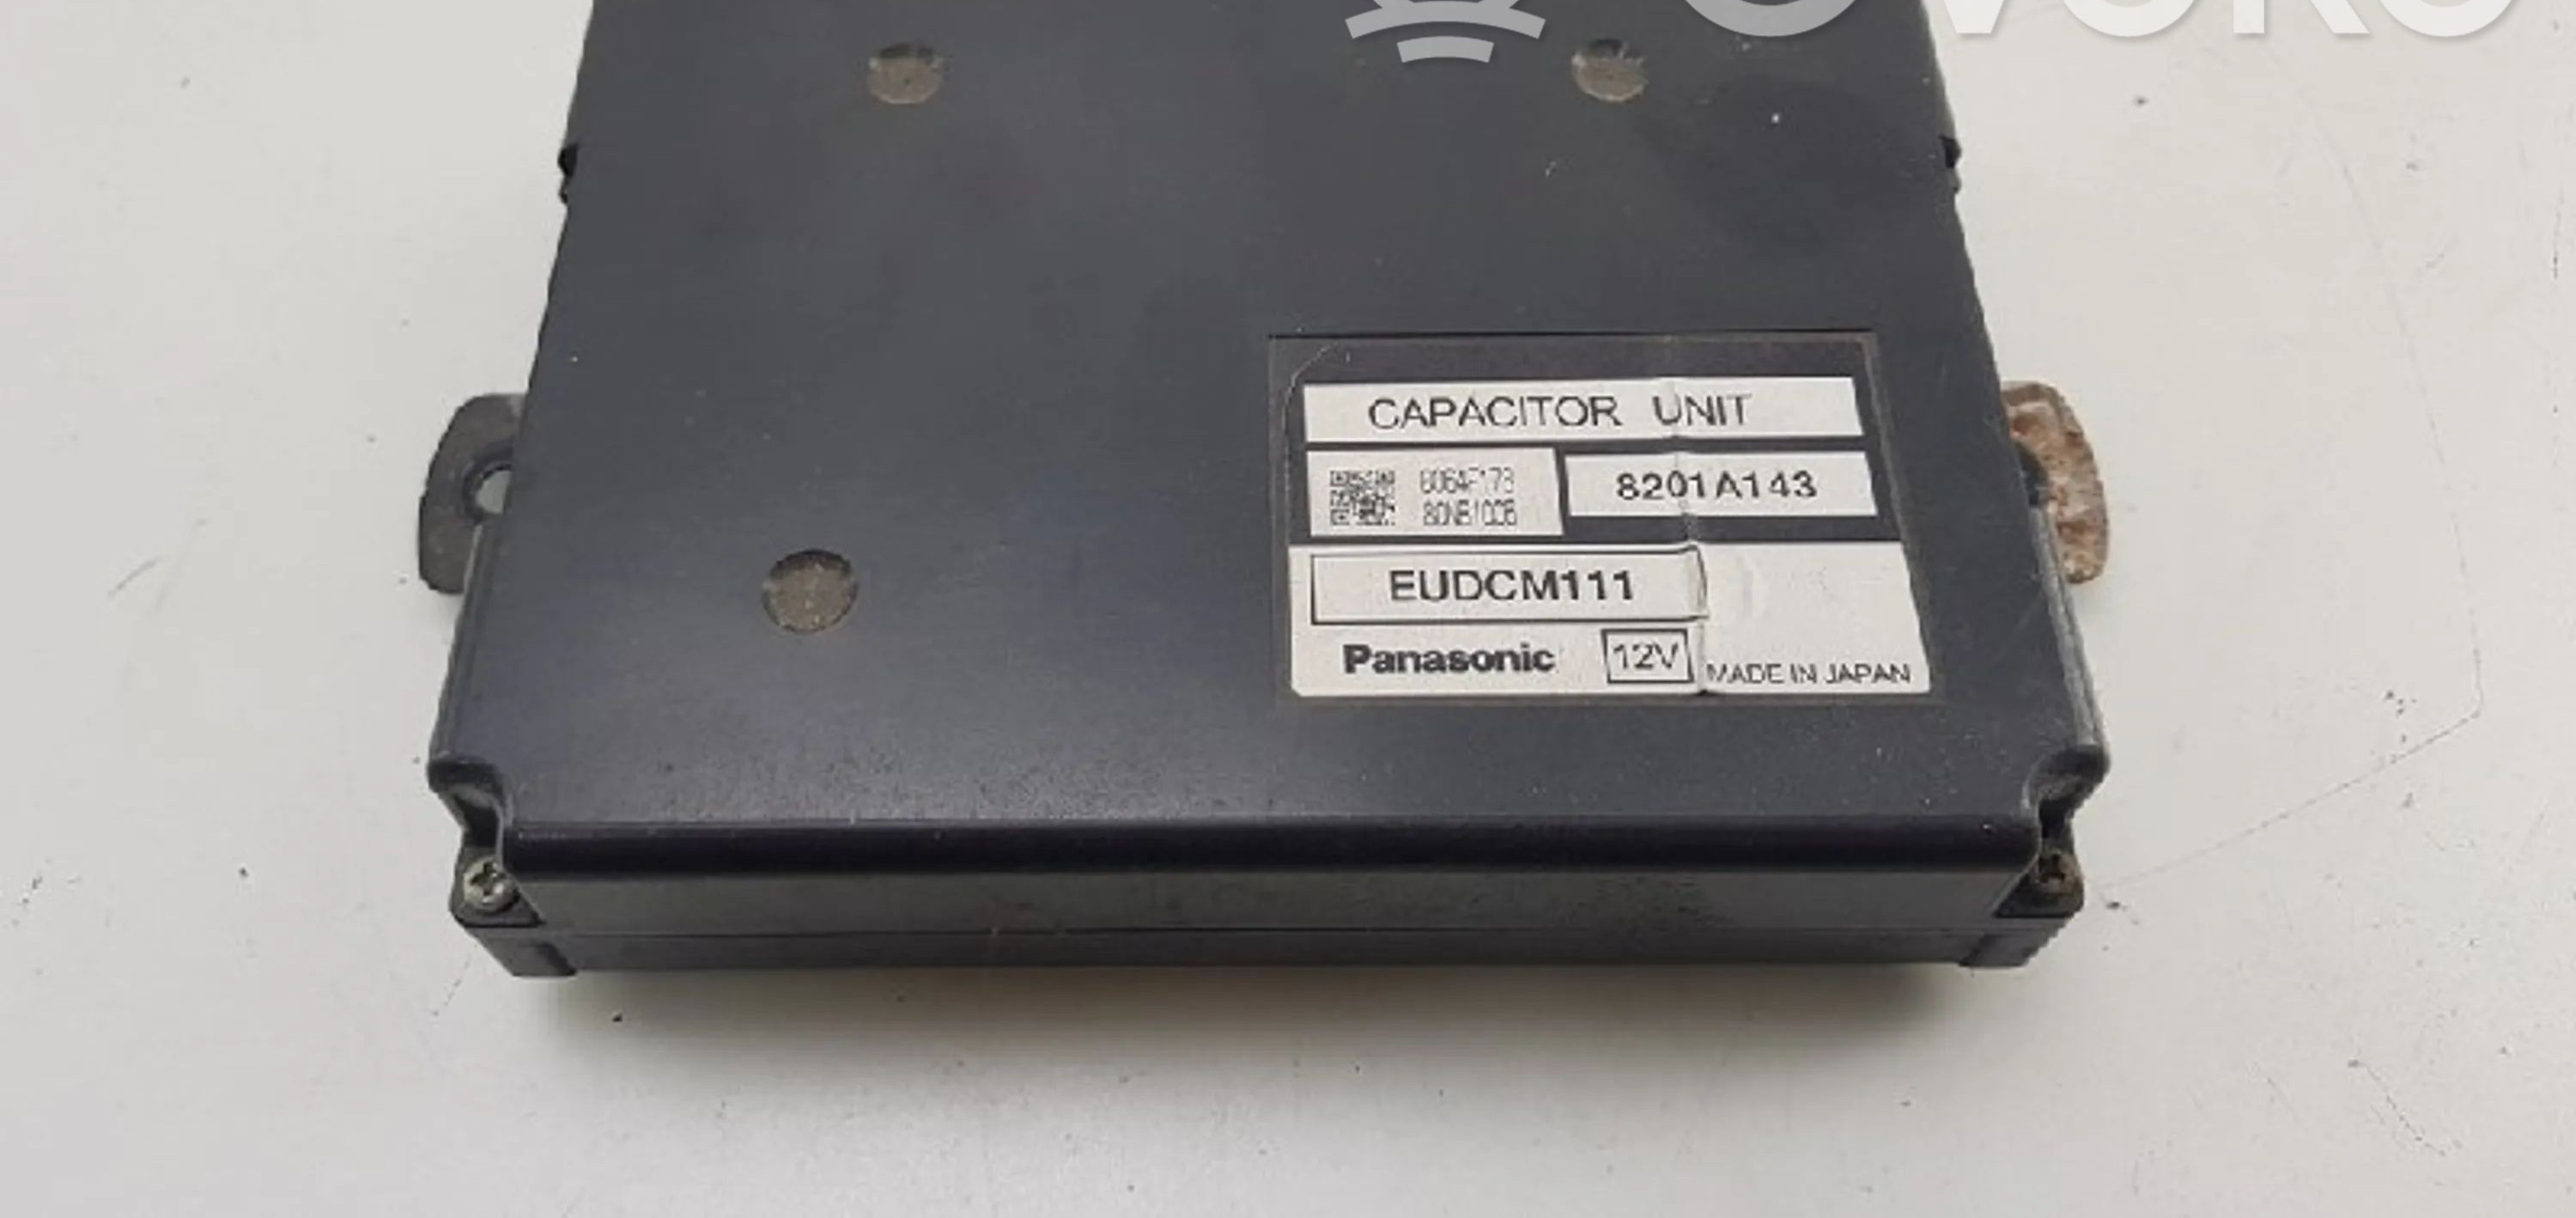 CAPACITOR UNIT
8201A143
EUDCM111
Panasonic 12V MADE IN JAPAN